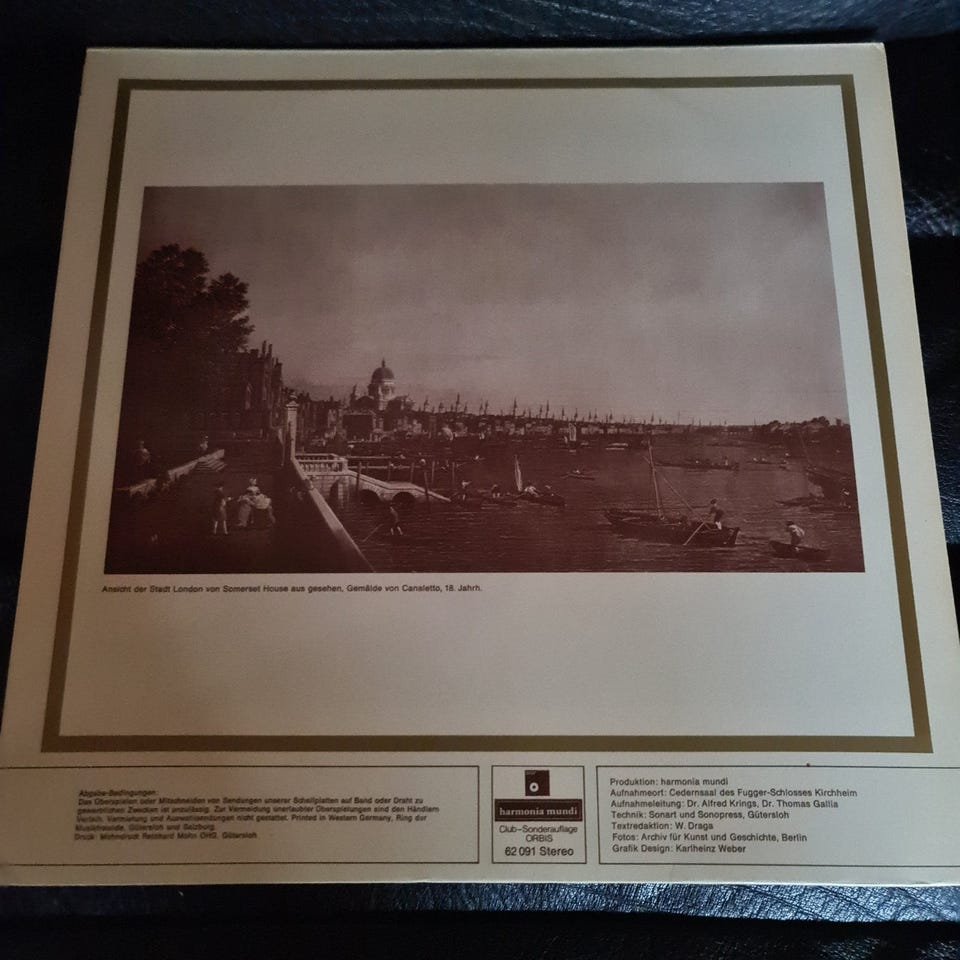 Ansicht der Stadt London von Somerset House aus gesehen, Gemälde von Canaletto, 18. Jahrh.
Abgabe-Bedingungen:
Das Überspielen oder Mitschneiden von Sendungen unserer Schallplatten auf Band oder Draht zu
gewerblichen Zwecken ist unzulässig. Zur Vermeidung unerlaubter Überspielungen sind den Händlern
Verleih, Vermietung und Auswahlsendungen nicht gestattet. Printed in Western Germany, Ring der
Musikfreunde, Gütersloh und Salzburg.
Druck: Mohndruck Reinhard Mohn OHG, Gütersloh
harmonia mundi
Club-Sonderauflage
ORBIS
62 091 Stereo
Produktion: harmonia mundi
Aufnahmeort: Cedernsaal des Fugger-Schlosses Kirchheim
Aufnahmeleitung: Dr. Alfred Krings, Dr. Thomas Gallia
Technik: Sonart und Sonopress, Gütersloh
Textredaktion: W. Draga
Fotos: Archiv für Kunst und Geschichte, Berlin
Grafik Design: Karlheinz Weber